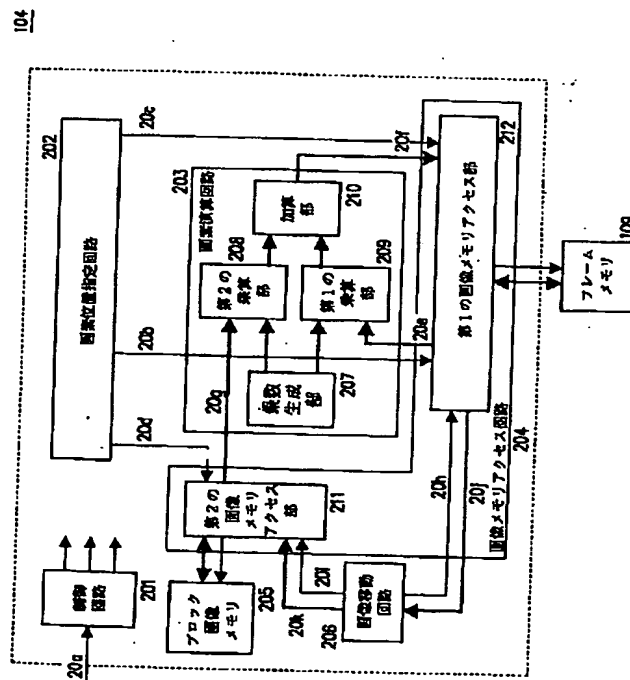 104
202
画素位置指定回路
20d
20b
20c
203
画素演算回路
208
第2の
乗算
部
210
加算
部
209
第1の
乗算
部
207
係数
生成
部
20g
20e
20f
212
第1の画像メモリアクセス部
109
フレーム
メモリ
画像メモリアクセス回路
204
211
第2の
画像
メモリ
アクセス
部
20h
20j
20k
20i
206
画像移動
回路
205
ブロック
画像
メモリ
201
制御
回路
20a